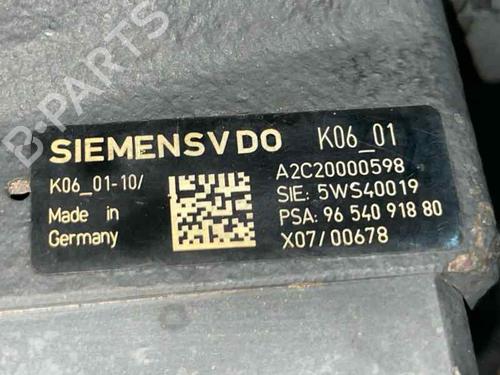 SIEMENSVDO K06_01
K06_01-10/
Made in
Germany
A2C20000598
SIE: 5WS40019
PSA: 96 540 918 80
X07/00678
B-PARTS